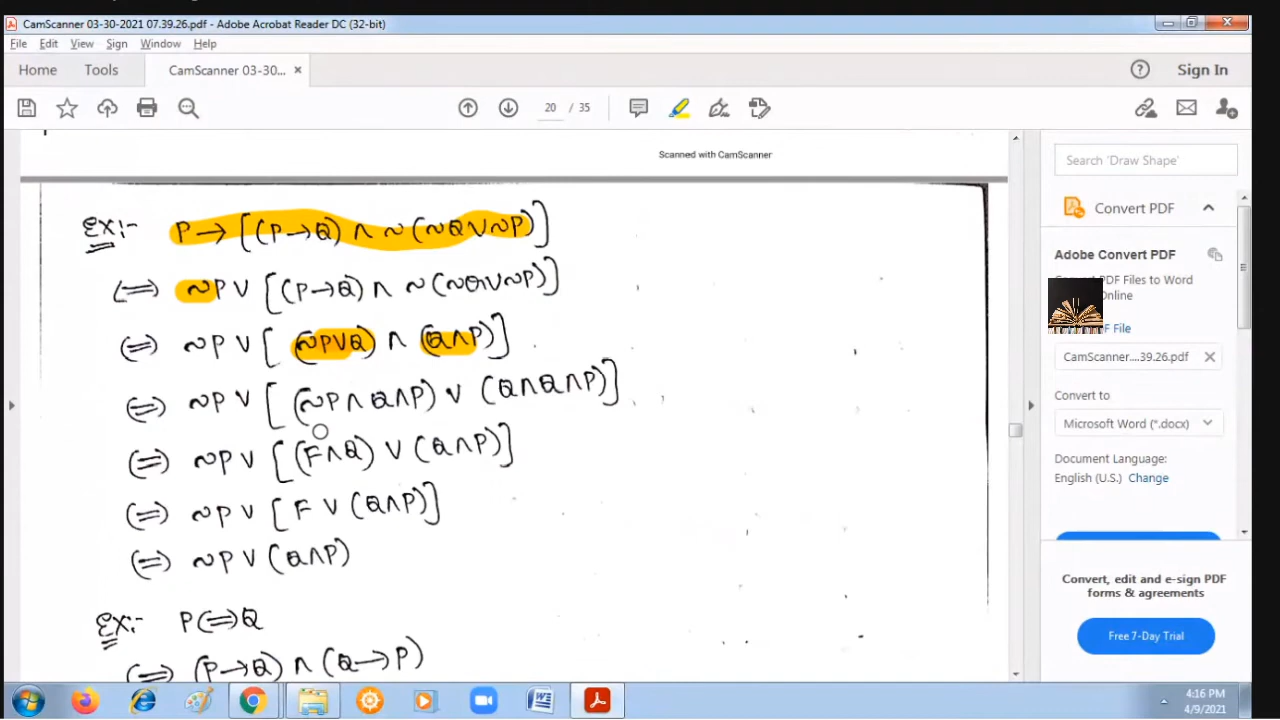 CamScanner 03-30-2021 07.39.26.pdf - Adobe Acrobat Reader DC (32-bit)
File Edit View Sign Window Help
Home Tools CamScanner 03-30... ×
20 / 35
Sign In
Scanned with CamScanner
Ex:- P→[(P→Q)∧~(~Q∨~P)]
⟺ ~P∨[(P→Q)∧~(~Q∨~P)]
⟺ ~P∨[(~P∨Q)∧(Q∧P)]
⟺ ~P∨[(~P∧Q∧P)∨(Q∧Q∧P)]
⟺ ~P∨[(F∧Q)∨(Q∧P)]
⟺ ~P∨[F∨(Q∧P)]
⟺ ~P∨(Q∧P)
Ex:- P⟺Q
⟺ (P→Q)∧(Q→P)
Search 'Draw Shape'
Convert PDF
Adobe Convert PDF
Convert PDF Files to Word
Online
File
CamScanner....39.26.pdf ×
Convert to
Microsoft Word (*.docx)
Document Language:
English (U.S.) Change
Convert, edit and e-sign PDF
forms & agreements
Free 7-Day Trial
4:16 PM
4/9/2021